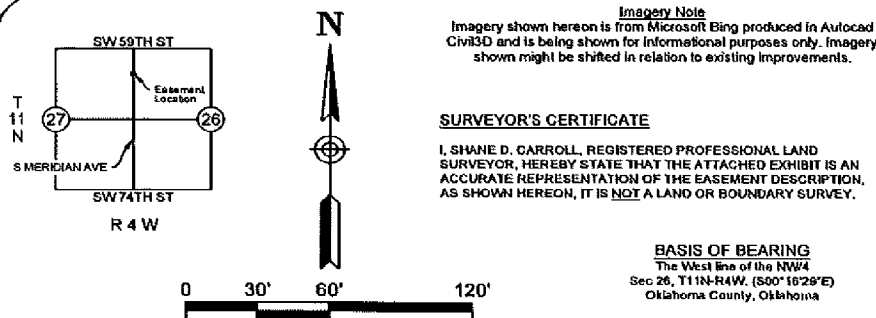 SW 59TH ST
Easement
Location
T
11
N
27
26
S MERIDIAN AVE
SW 74TH ST
R 4 W
N
0 30' 60' 120'
Imagery Note
Imagery shown hereon is from Microsoft Bing produced in Autocad
Civil3D and is being shown for informational purposes only. Imagery
shown might be shifted in relation to existing improvements.
SURVEYOR'S CERTIFICATE
I, SHANE D. CARROLL, REGISTERED PROFESSIONAL LAND
SURVEYOR, HEREBY STATE THAT THE ATTACHED EXHIBIT IS AN
ACCURATE REPRESENTATION OF THE EASEMENT DESCRIPTION,
AS SHOWN HEREON, IT IS NOT A LAND OR BOUNDARY SURVEY.
BASIS OF BEARING
The West line of the NW/4
Sec 26, T11N-R4W. (S00°16'29"E)
Oklahoma County, Oklahoma